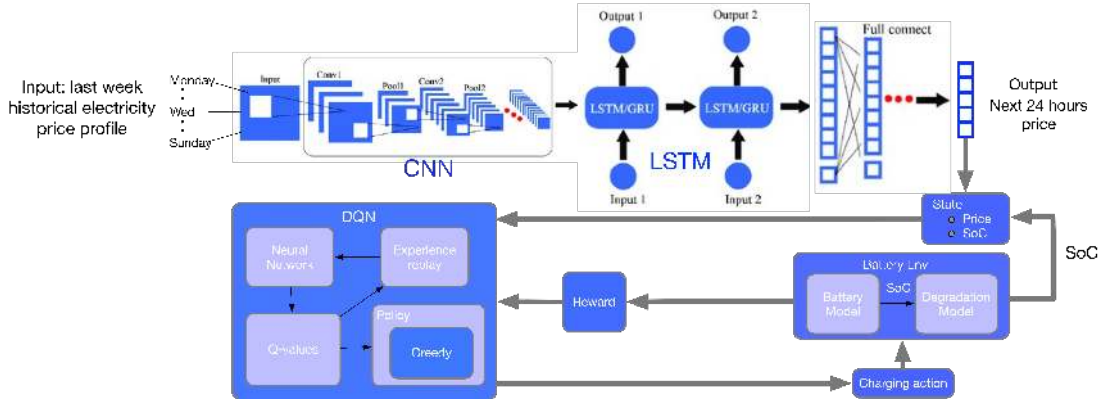 Output 1
Output 2
Full connect
Input: last week
historical electricity
price profile
Monday
Wed
Sunday
Input
Conv1
Pool1
Conv2
Pool2
CNN
LSTM/GRU
LSTM/GRU
LSTM
Input 1
Input 2
Output
Next 24 hours
price
State
Price
SoC
SoC
DQN
Neural
Network
Experience
replay
Q-values
Policy
Greedy
Reward
Battery Env
Battery
Model
SoC
Degradation
Model
Charging action